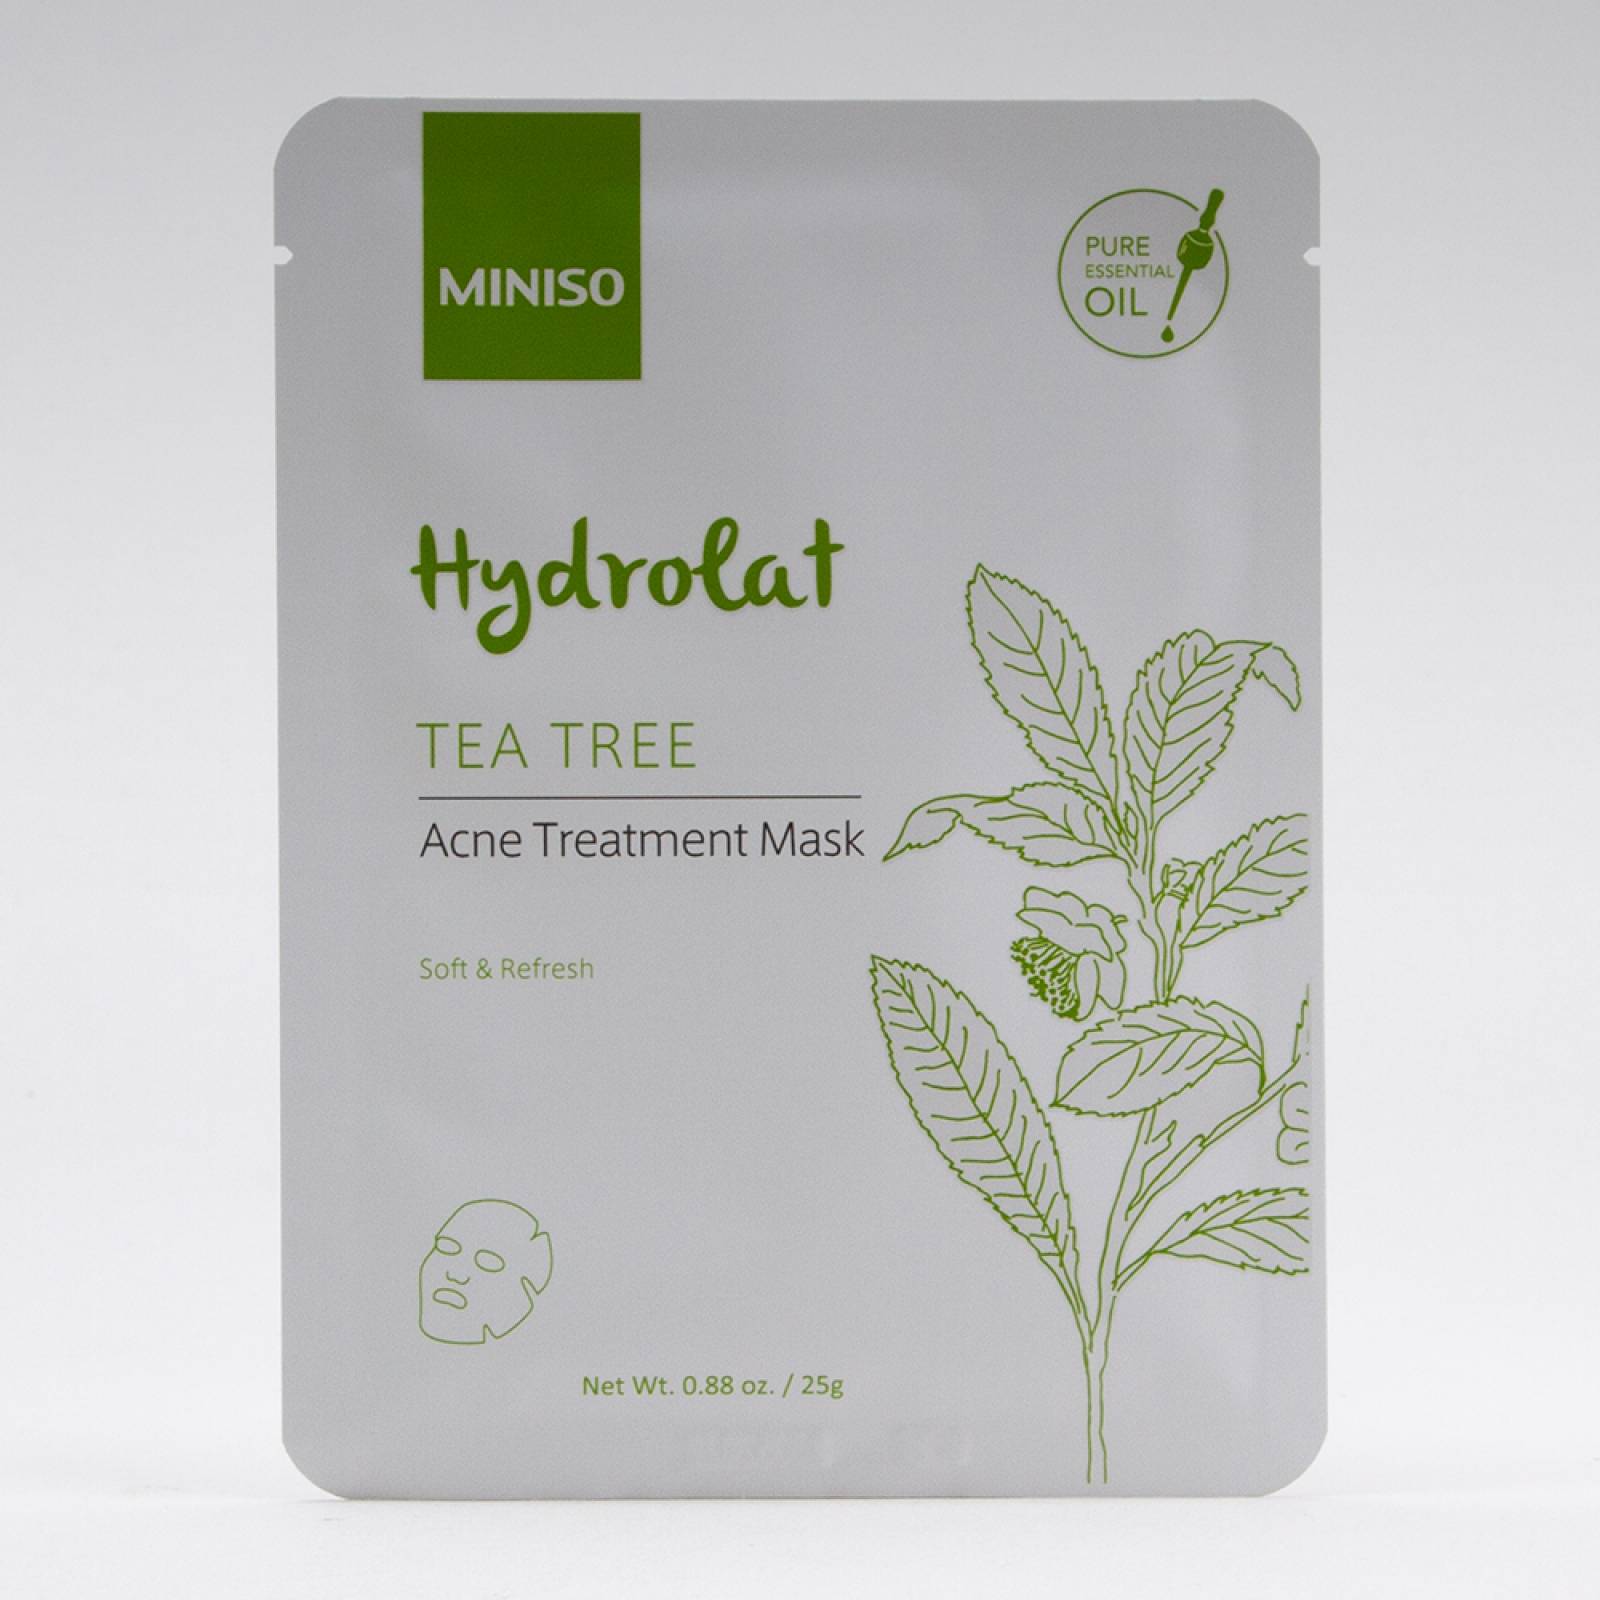 MINISO
PURE
ESSENTIAL
OIL
Hydrolat
TEA TREE
Acne Treatment Mask
Soft & Refresh
Net Wt. 0.88 oz. / 25g